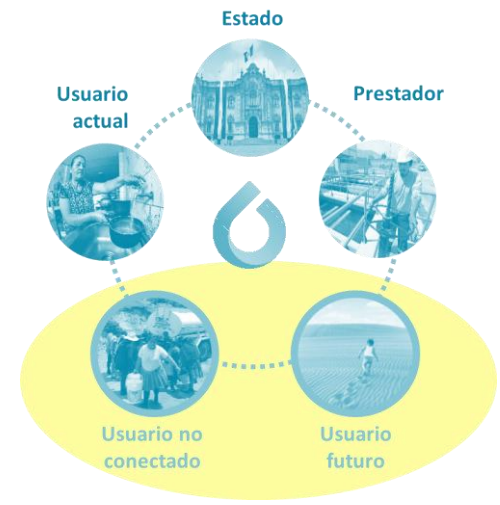 Estado
Usuario
actual
Prestador
Usuario no
conectado
Usuario
futuro